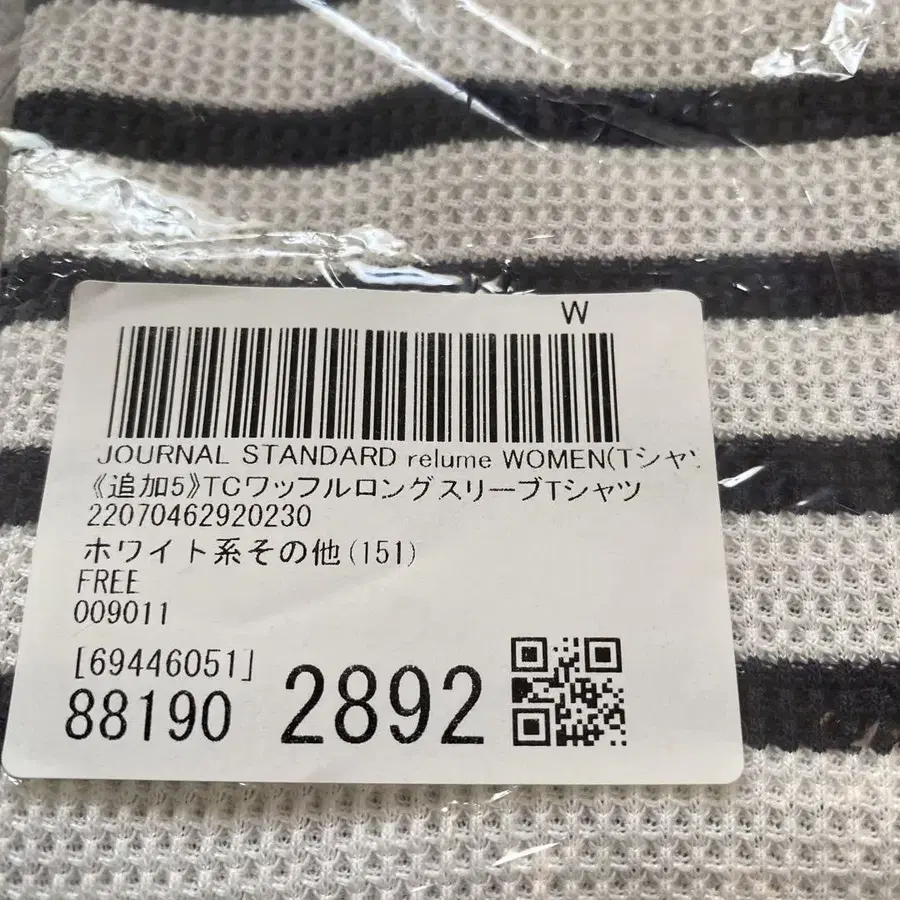 W
JOURNAL STANDARD relume WOMEN(Tシャツ
《追加5》TCワッフルロングスリーブTシャツ
22070462920230
ホワイト系その他(151)
FREE
009011
[69446051]
88190 2892